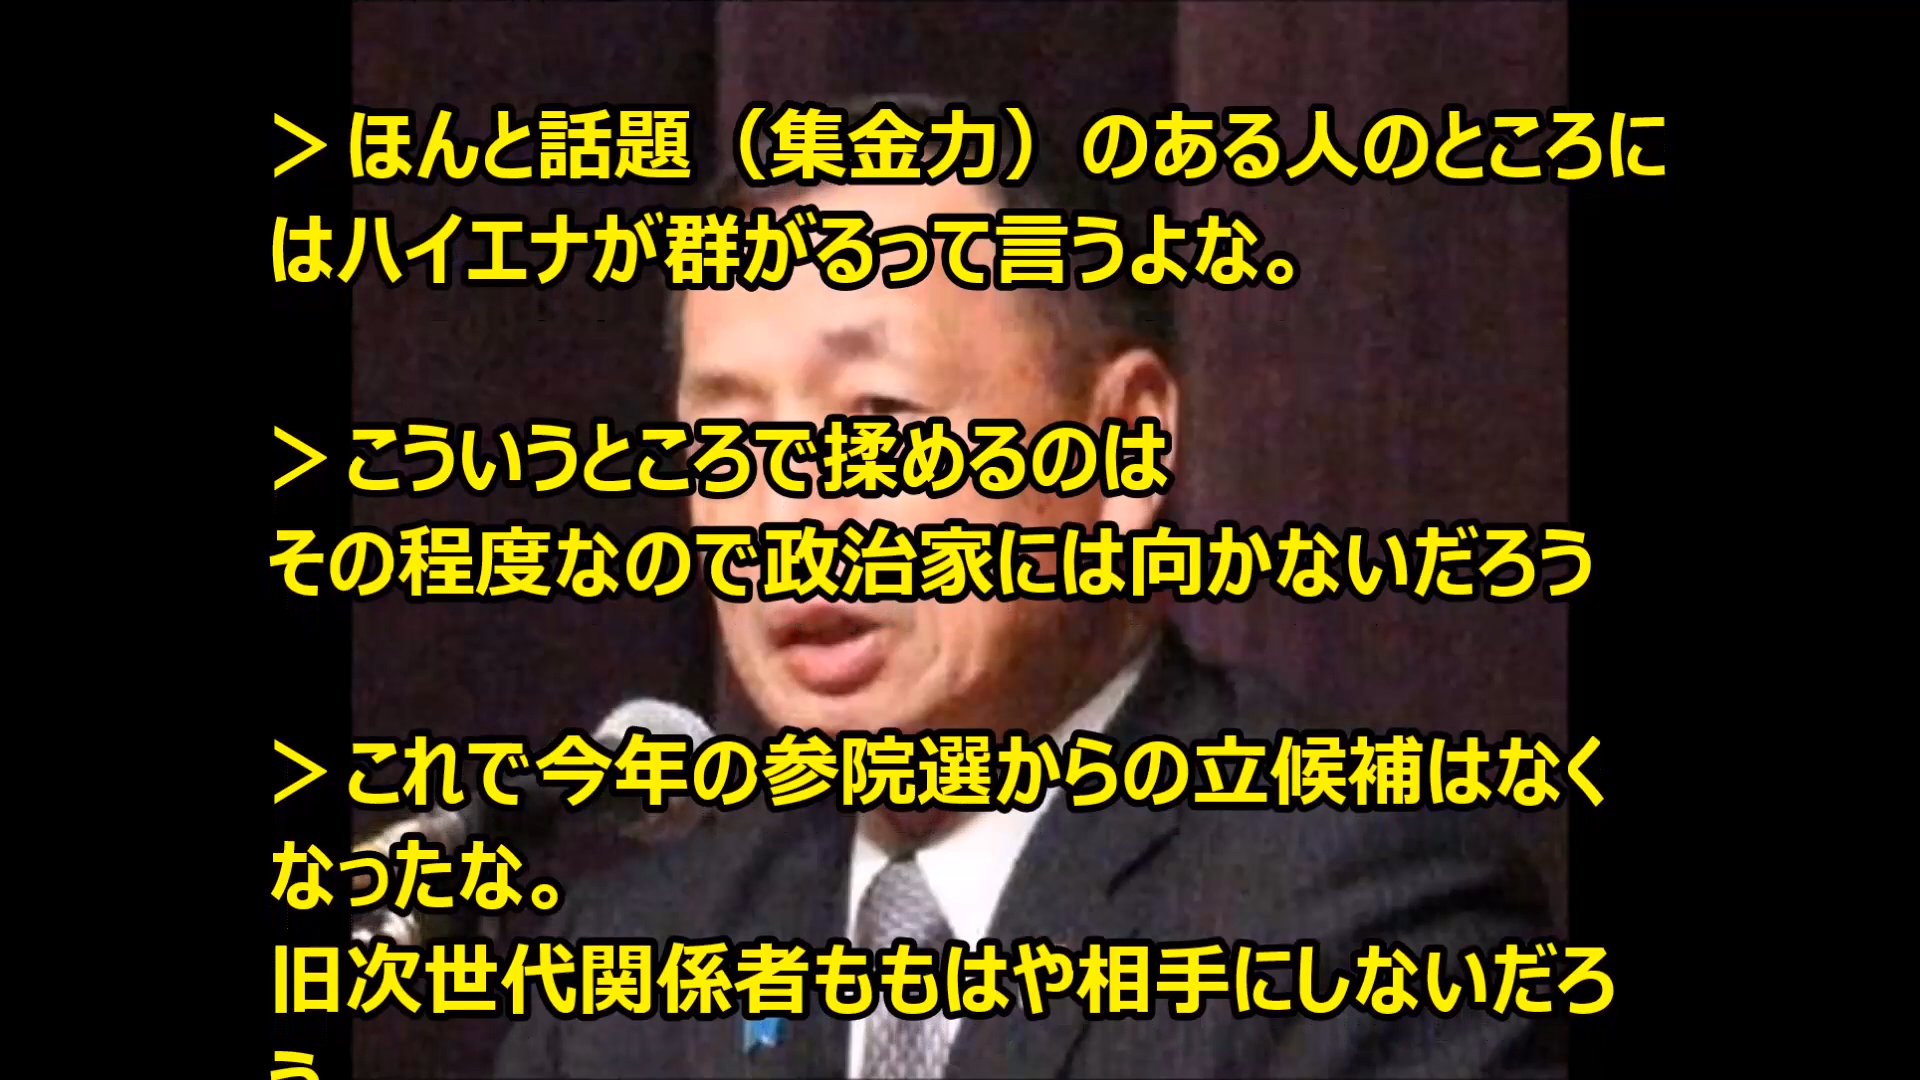 ＞ほんと話題（集金力）のある人のところに
はハイエナが群がるって言うよな。
＞こういうところで揉めるのは
その程度なので政治家には向かないだろう
＞これで今年の参院選からの立候補はなく
なったな。
旧次世代関係者ももはや相手にしないだろ
う